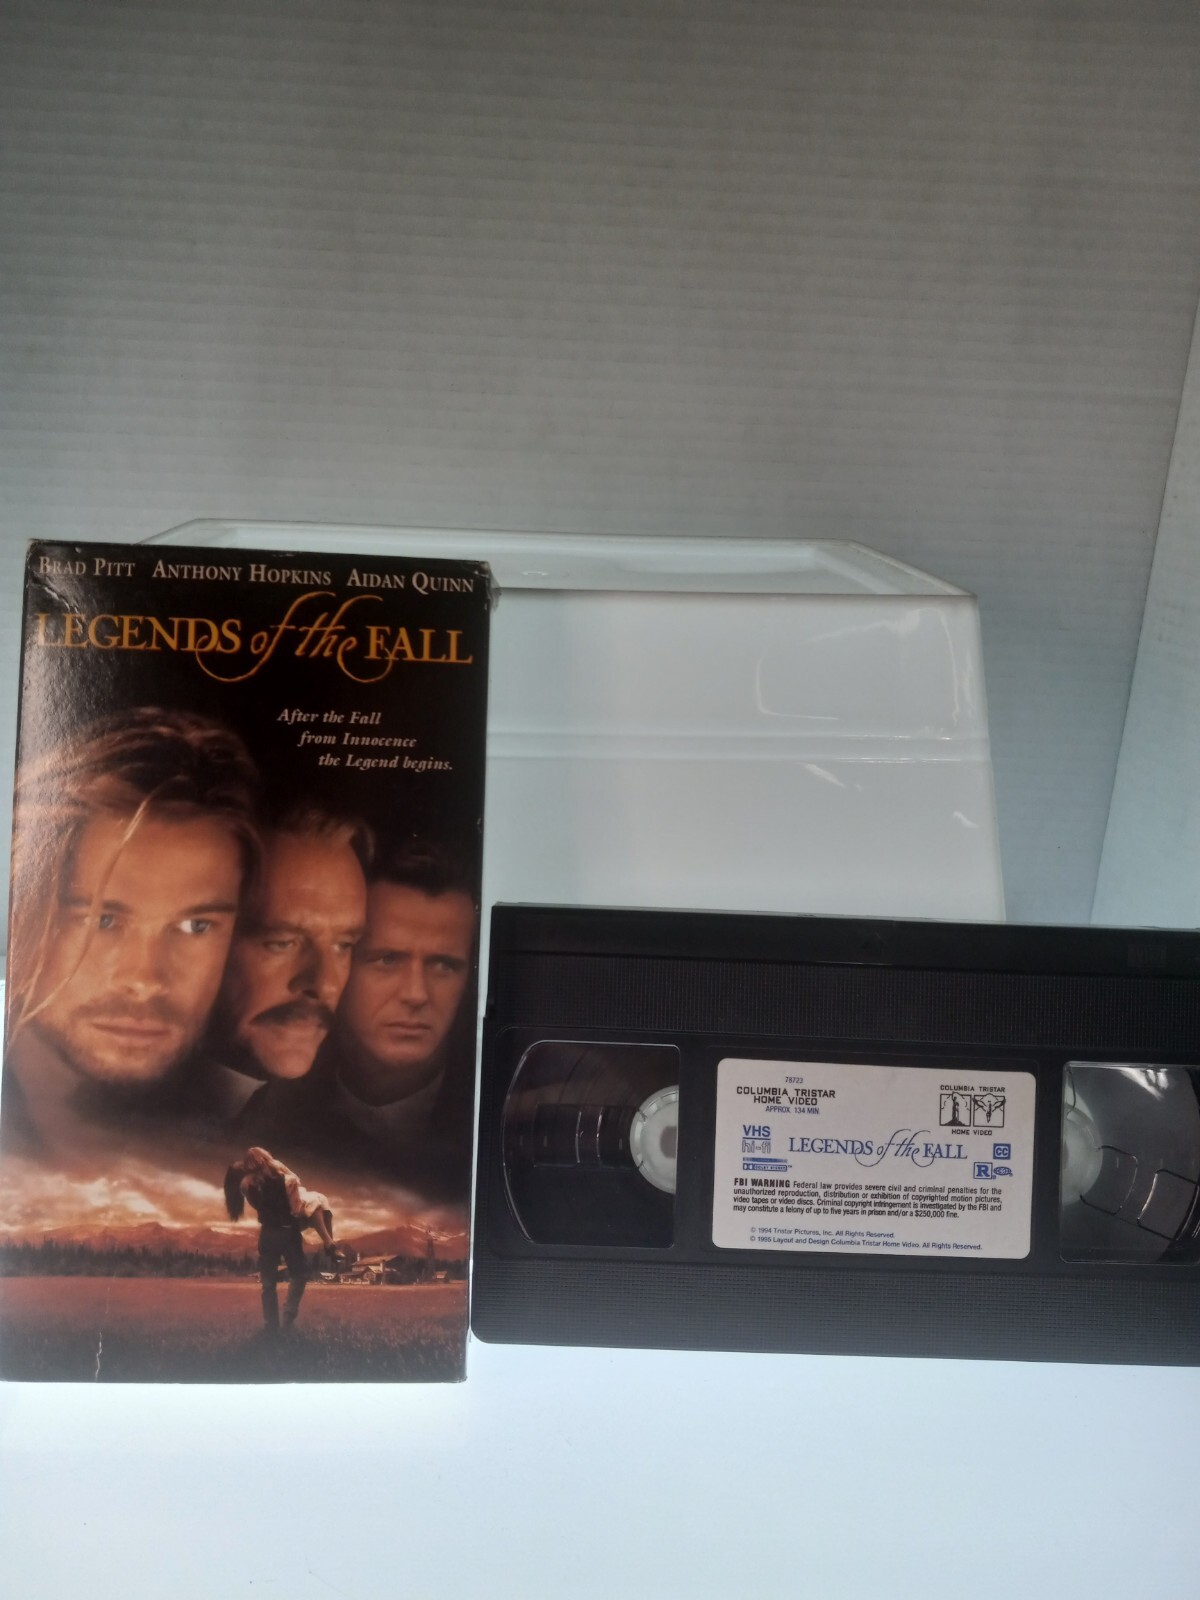 BRAD PITT ANTHONY HOPKINS AIDAN QUINN
LEGENDS of the FALL
After the Fall
from Innocence
the Legend begins.
78723
COLUMBIA TRISTAR
HOME VIDEO
APPROX. 134 MIN
COLUMBIA TRISTAR
HOME VIDEO
VHS
hi-fi
LEGENDS of the FALL
CC
DOLBY SURROUND
R
FBI WARNING Federal law provides severe civil and criminal penalties for the
unauthorized reproduction, distribution or exhibition of copyrighted motion pictures,
video tapes or video discs. Criminal copyright infringement is investigated by the FBI and
may constitute a felony of up to five years in prison and/or a $250,000 fine.
© 1994 Tristar Pictures, Inc. All Rights Reserved.
© 1995 Layout and Design Columbia Tristar Home Video. All Rights Reserved.